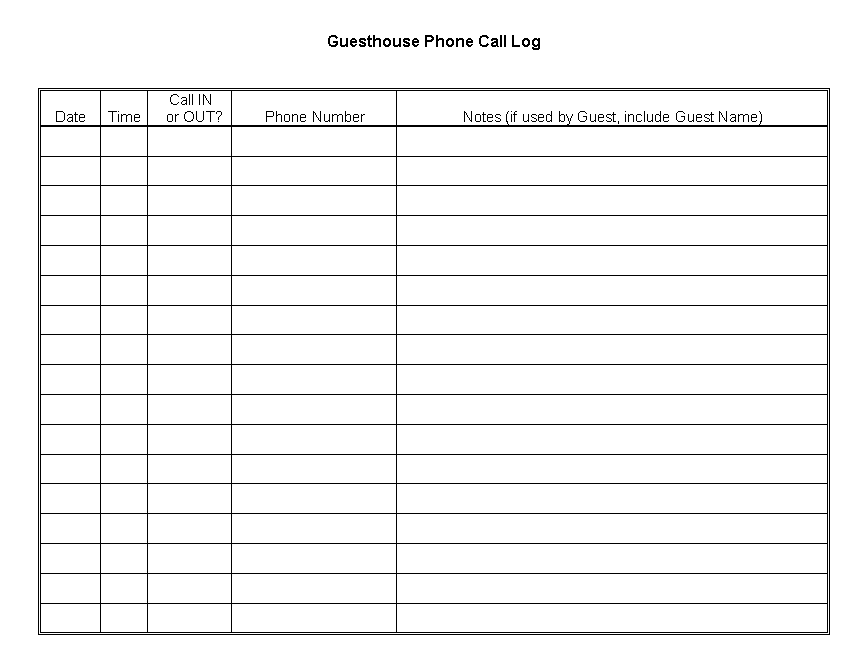 Guesthouse Phone Call Log
Call IN
Date Time or OUT? Phone Number Notes (if used by Guest, include Guest Name)